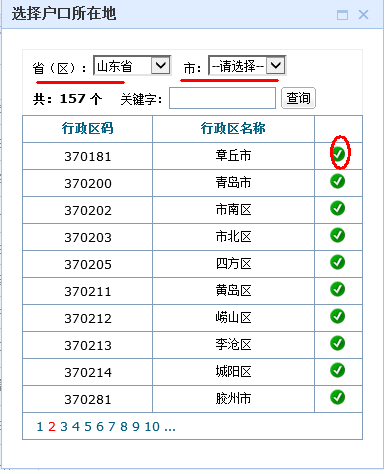 选择户口所在地
省（区）： 山东省 市： --请选择--
共：157 个 关键字： 查询
行政区码 行政区名称
370181 章丘市
370200 青岛市
370202 市南区
370203 市北区
370205 四方区
370211 黄岛区
370212 崂山区
370213 李沧区
370214 城阳区
370281 胶州市
1 2 3 4 5 6 7 8 9 10 ...